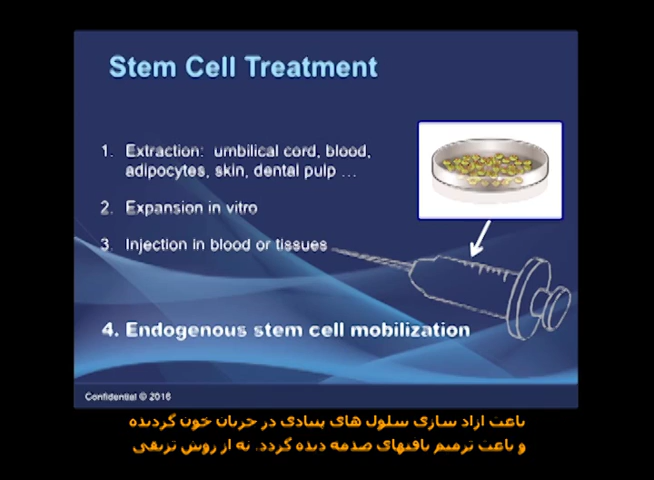 Stem Cell Treatment
1. Extraction: umbilical cord, blood,
adipocytes, skin, dental pulp ...
2. Expansion in vitro
3. Injection in blood or tissues
4. Endogenous stem cell mobilization
Confidential © 2016
باعث ازاد سازی سلول های بنیادی در جریان خون گردیده
و باعث ترمیم بافتهای صدمه دیده گردد. نه از روش تزریقی